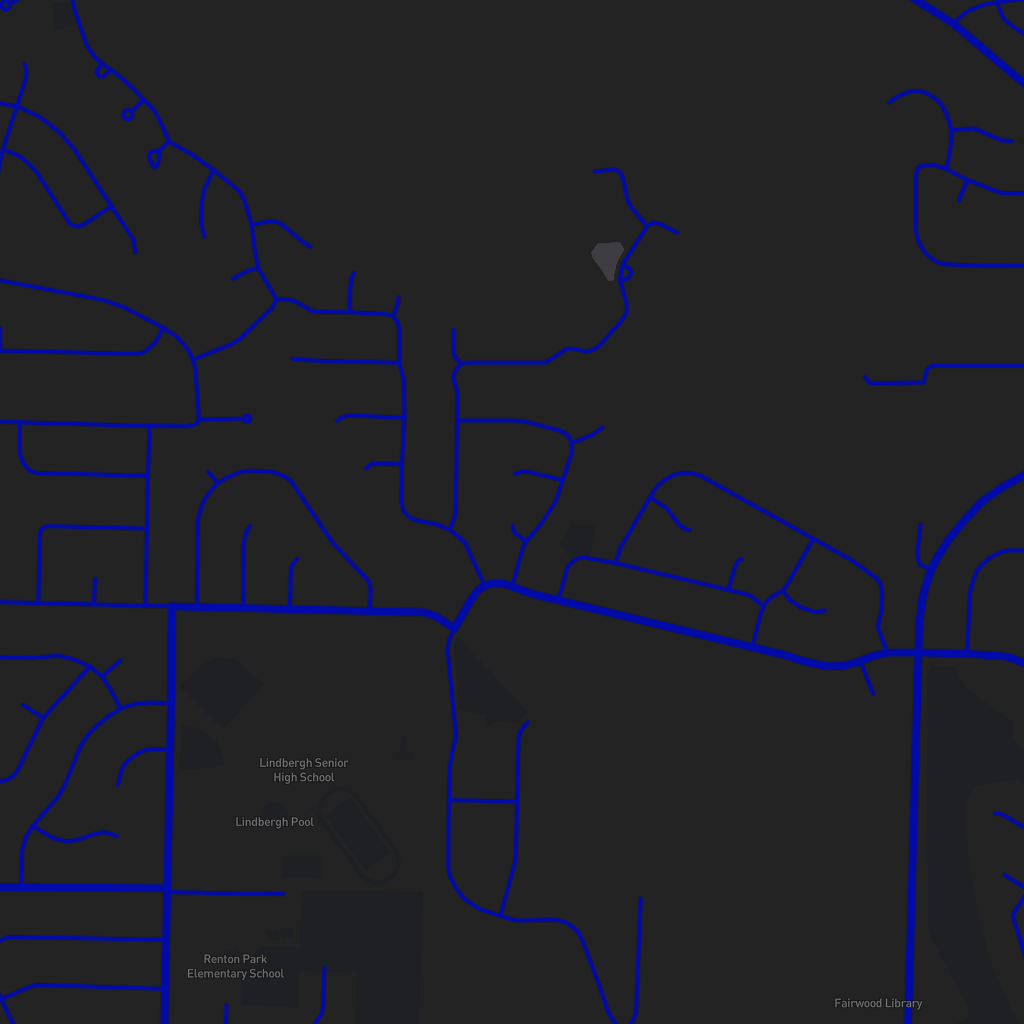 Lindbergh Senior
High School
Lindbergh Pool
Renton Park
Elementary School
Fairwood Library